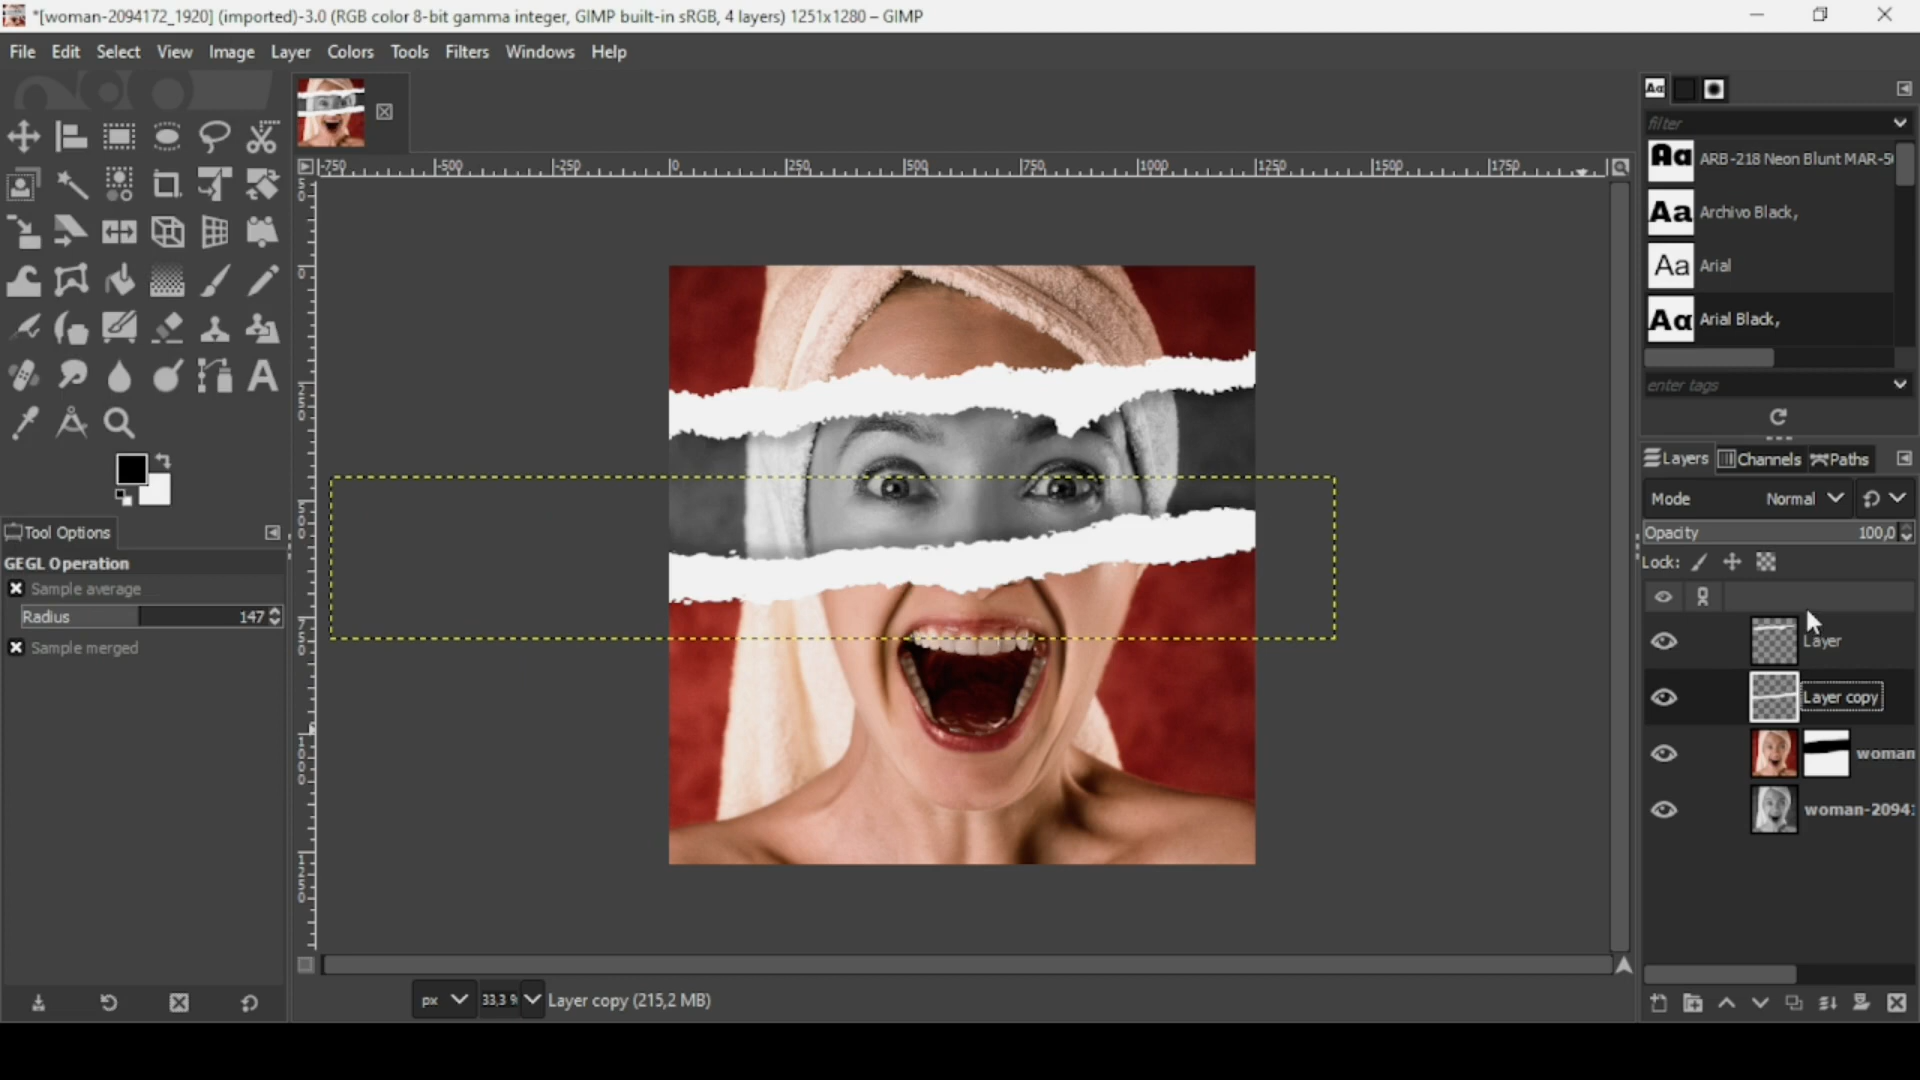 *[woman-2094172_1920] (imported)-3.0 (RGB color 8-bit gamma integer, GIMP built-in sRGB, 4 layers) 1251x1280 – GIMP
File Edit Select View Image Layer Colors Tools Filters Windows Help
-750 -500 -250 0 250 500 750 1000 1250 1500 1750
filter
Aa ARB-218 Neon Blunt MAR-5
Aa Archivo Black,
Aa Arial
Aa Arial Black,
enter tags
Layers Channels Paths
Mode Normal
Opacity 100,0
Lock:
Layer
Layer copy
woman
woman-2094
Tool Options
GEGL Operation
Sample average
Radius 147
Sample merged
px 33,3 % Layer copy (215,2 MB)